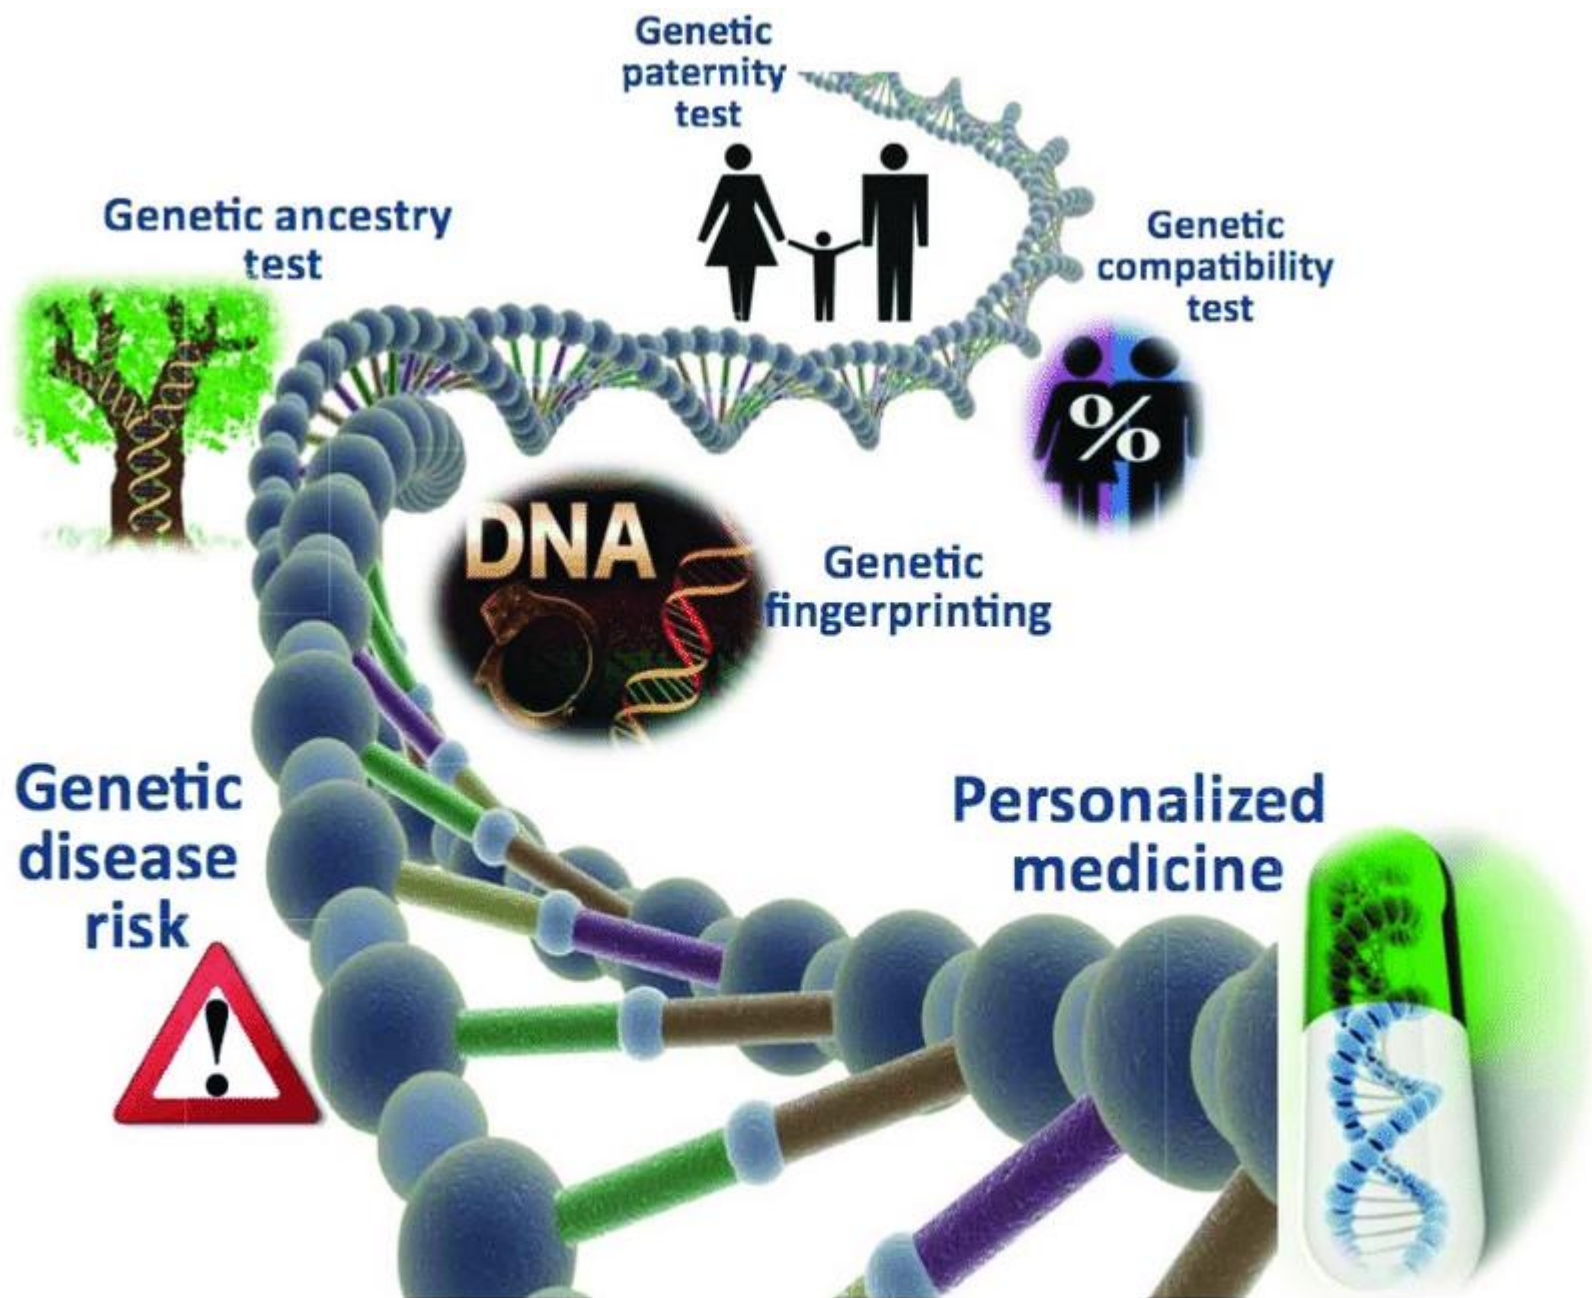 Genetic
paternity
test
Genetic ancestry
test
Genetic
compatibility
test
%
DNA
Genetic
fingerprinting
Genetic
disease
risk
!
Personalized
medicine